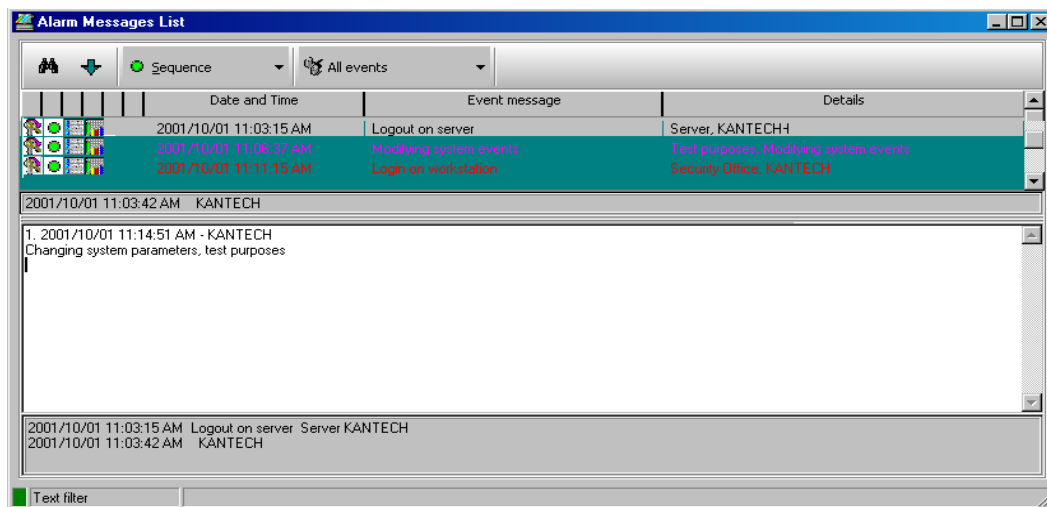 Alarm Messages List
Sequence All events
Date and Time Event message Details
2001/10/01 11:03:15 AM Logout on server Server, KANTECH
2001/10/01 11:06:37 AM Modifying system events Test purposes, Modifying system events
2001/10/01 11:11:15 AM Login on workstation Security Office, KANTECH
2001/10/01 11:03:42 AM KANTECH
1. 2001/10/01 11:14:51 AM - KANTECH
Changing system parameters, test purposes
2001/10/01 11:03:15 AM Logout on server Server KANTECH
2001/10/01 11:03:42 AM KANTECH
Text filter